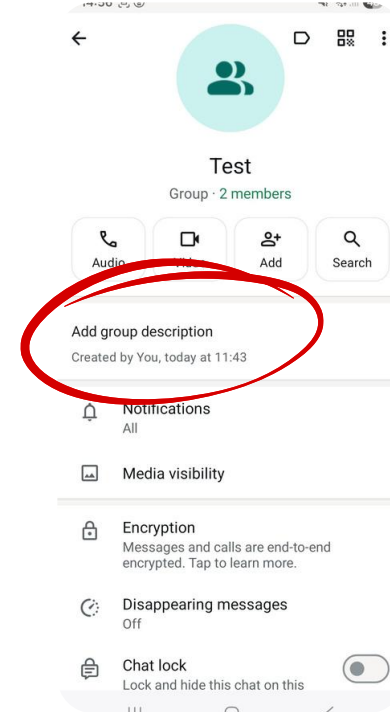 Test
Group · 2 members
Audio Video Add Search
Add group description
Created by You, today at 11:43
Notifications
All
Media visibility
Encryption
Messages and calls are end-to-end
encrypted. Tap to learn more.
Disappearing messages
Off
Chat lock
Lock and hide this chat on this